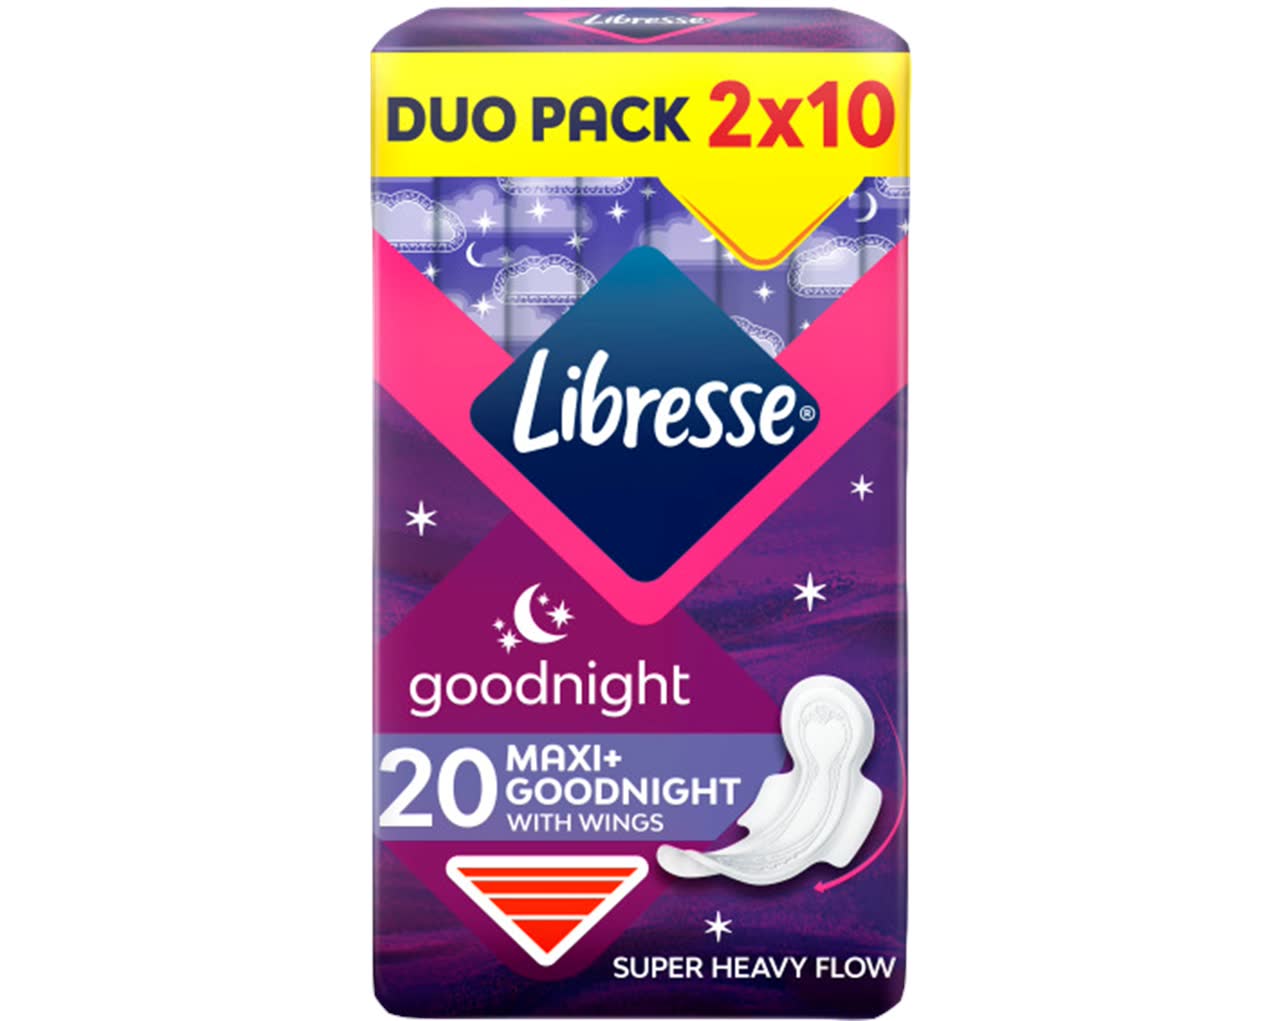 Libresse
DUO PACK 2x10
Libresse®
goodnight
20 MAXI+
GOODNIGHT
WITH WINGS
SUPER HEAVY FLOW